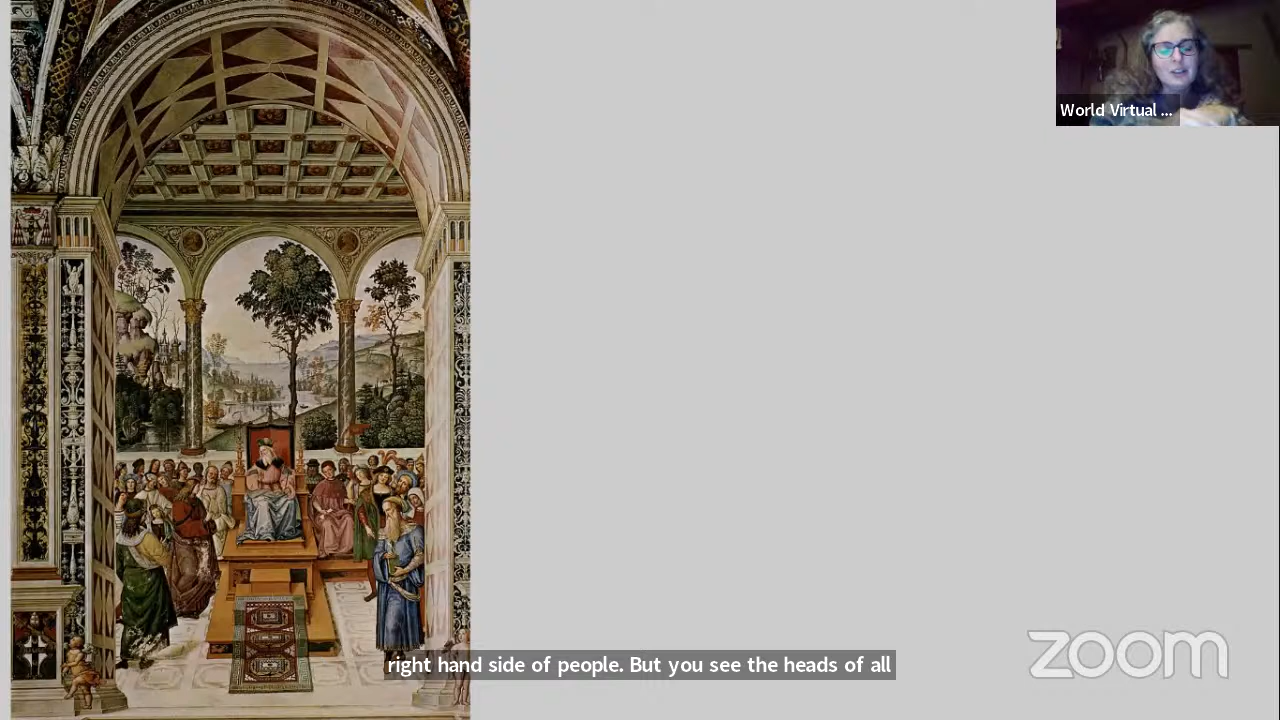 World Virtual ...
right hand side of people. But you see the heads of all
zoom